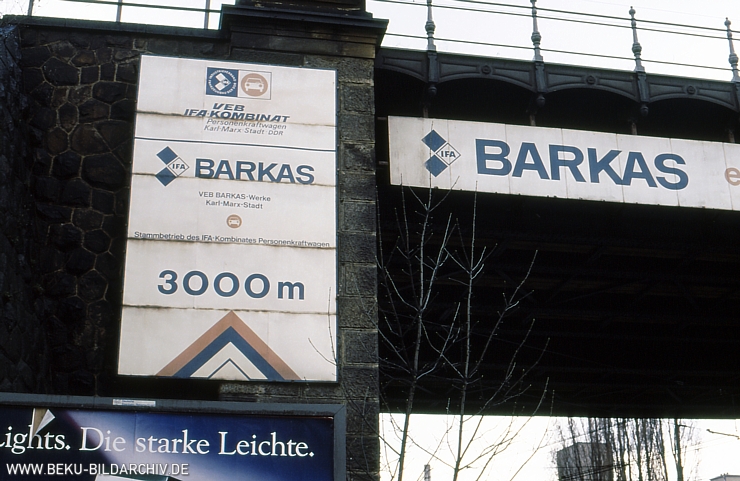 VEB
IFA-KOMBINAT
Personenkraftwagen
Karl-Marx-Stadt DDR
IFA
BARKAS
VEB BARKAS-Werke
Karl-Marx-Stadt
Stammbetrieb des IFA-Kombinates Personenkraftwagen
3000m
IFA
BARKAS e
Lights. Die starke Leichte.
WWW.BEKU-BILDARCHIV.DE